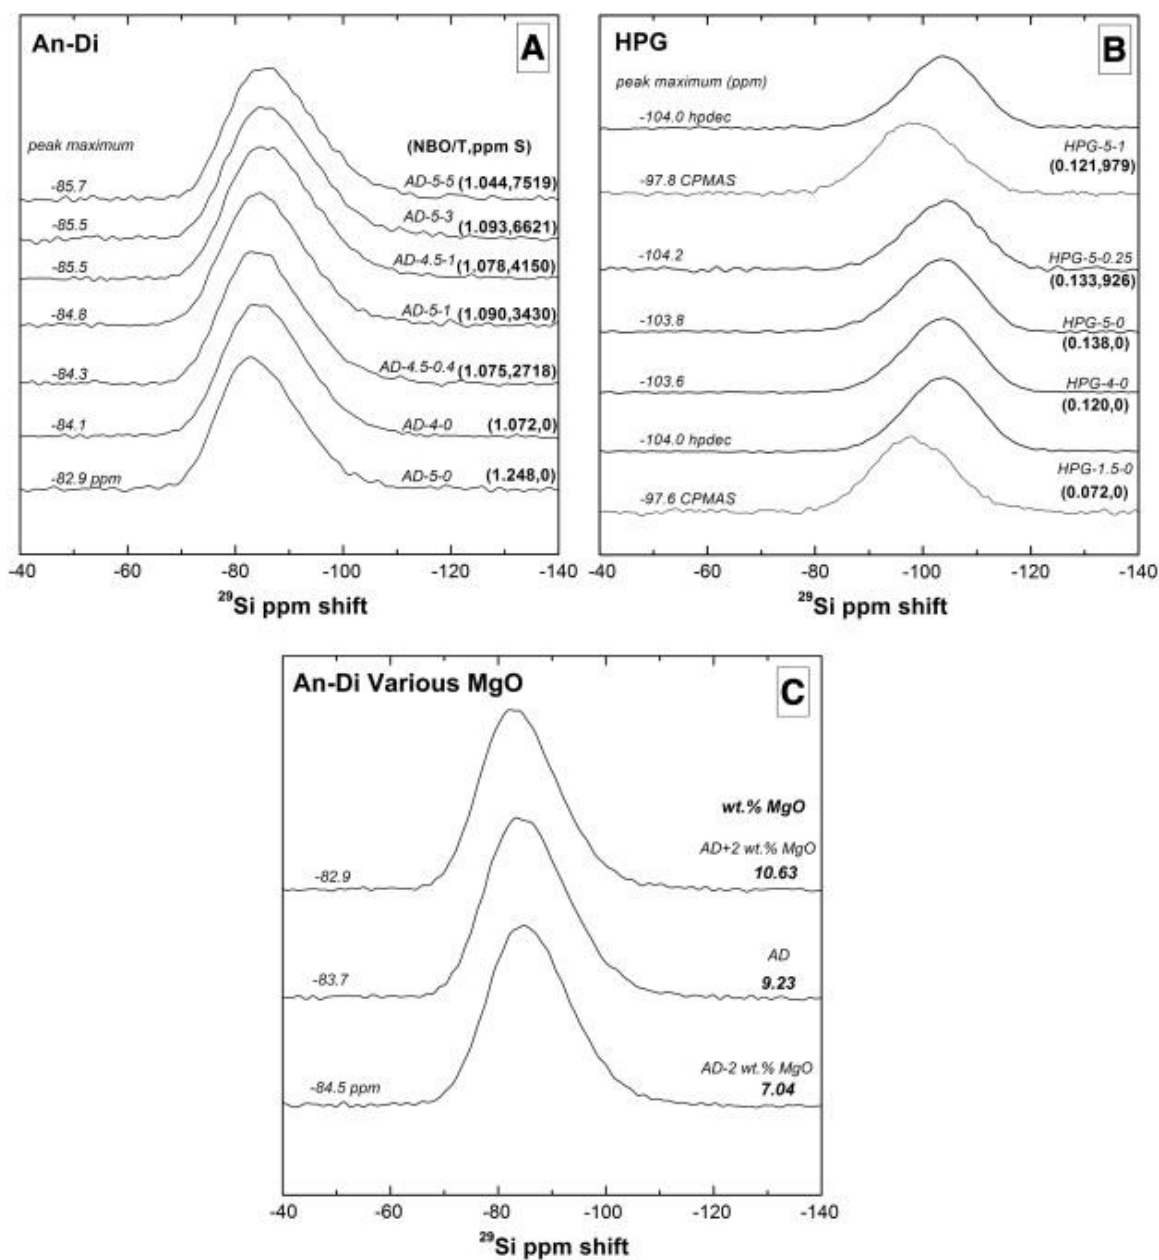 An-Di
A
peak maximum
(NBO/T,ppm S)
-85.7
AD-5-5 (1.044,7519)
-85.5
AD-5-3 (1.093,6621)
-85.5
AD-4.5-1 (1.078,4150)
-84.8
AD-5-1 (1.090,3430)
-84.3
AD-4.5-0.4 (1.075,2718)
-84.1
AD-4-0 (1.072,0)
-82.9 ppm
AD-5-0 (1.248,0)
-40 -60 -80 -100 -120 -140
29Si ppm shift
HPG
B
peak maximum (ppm)
-104.0 hpdec
HPG-5-1
(0.121,979)
-97.8 CPMAS
-104.2
HPG-5-0.25
(0.133,926)
-103.8
HPG-5-0
(0.138,0)
-103.6
HPG-4-0
(0.120,0)
-104.0 hpdec
HPG-1.5-0
(0.072,0)
-97.6 CPMAS
-40 -60 -80 -100 -120 -140
29Si ppm shift
An-Di Various MgO
C
wt.% MgO
AD+2 wt.% MgO
10.63
-82.9
AD
9.23
-83.7
AD-2 wt.% MgO
7.04
-84.5 ppm
-40 -60 -80 -100 -120 -140
29Si ppm shift